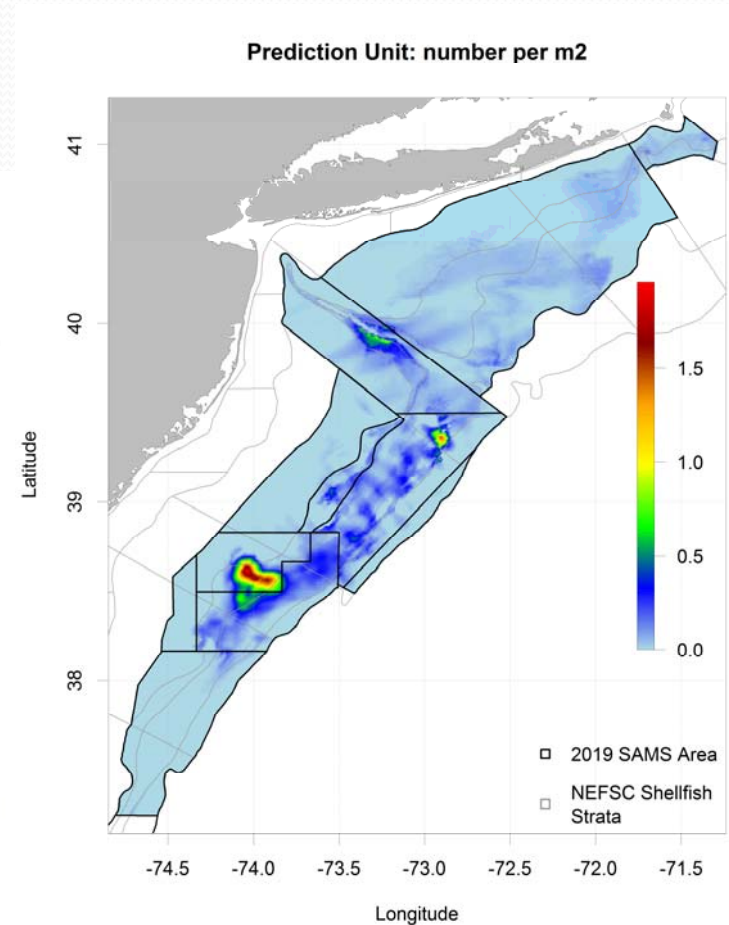 Prediction Unit: number per m2
41
40
39
38
Latitude
1.5
1.0
0.5
0.0
2019 SAMS Area
NEFSC Shellfish
Strata
-74.5 -74.0 -73.5 -73.0 -72.5 -72.0 -71.5
Longitude